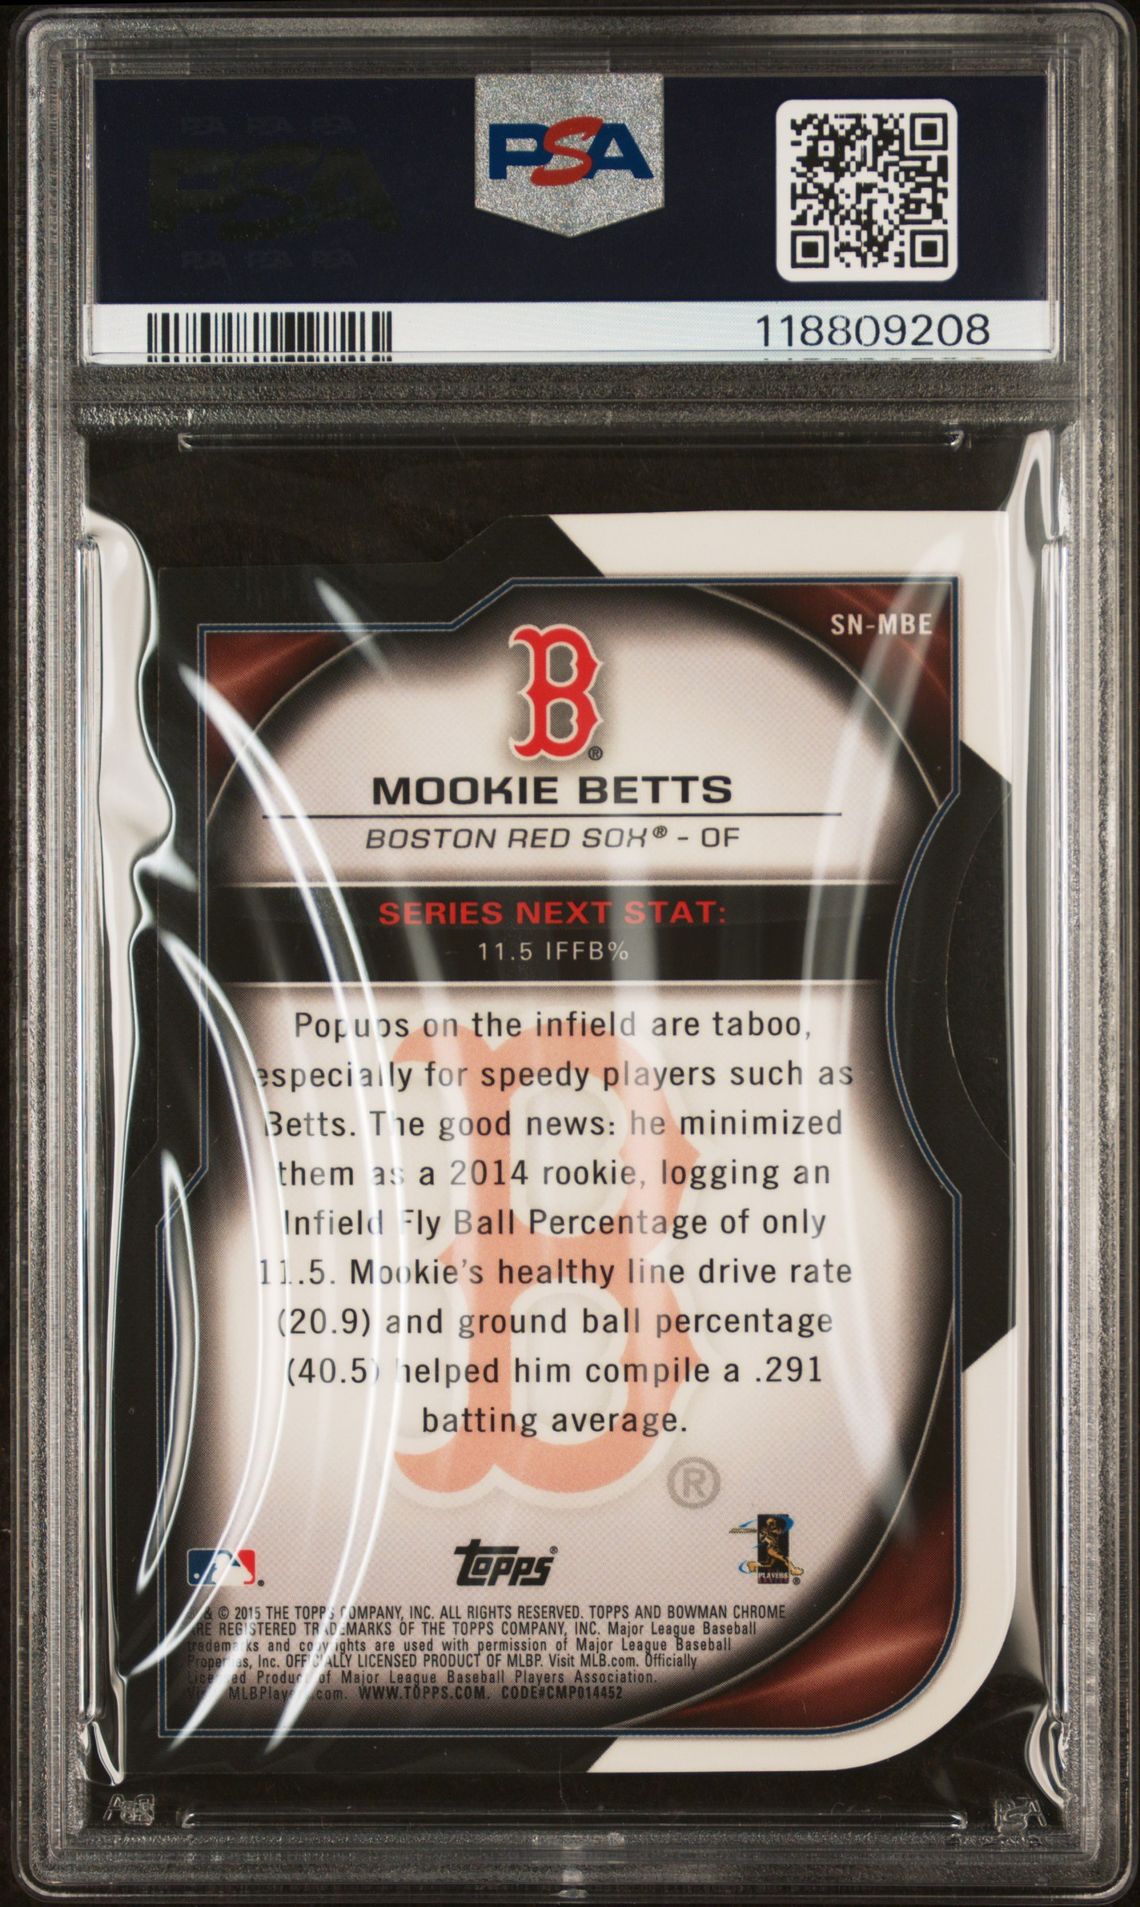 PSA
118809208
SN-MBE
B
®
MOOKIE BETTS
BOSTON RED SOX® - OF
SERIES NEXT STAT:
11.5 IFFB%
Popups on the infield are taboo,
especially for speedy players such as
Betts. The good news: he minimized
them as a 2014 rookie, logging an
Infield Fly Ball Percentage of only
11.5. Mookie's healthy line drive rate
(20.9) and ground ball percentage
(40.5) helped him compile a .291
batting average.
®
topps®
PLAYERS
& © 2015 THE TOPPS COMPANY, INC. ALL RIGHTS RESERVED. TOPPS AND BOWMAN CHROME
ARE REGISTERED TRADEMARKS OF THE TOPPS COMPANY, INC. Major League Baseball
trademarks and copyrights are used with permission of Major League Baseball
Properties, Inc. OFFICIALLY LICENSED PRODUCT OF MLBP. Visit MLB.com. Officially
Licensed Product of Major League Baseball Players Association.
Visit MLBPlayers.com. WWW.TOPPS.COM. CODE#CMP014452
PSA